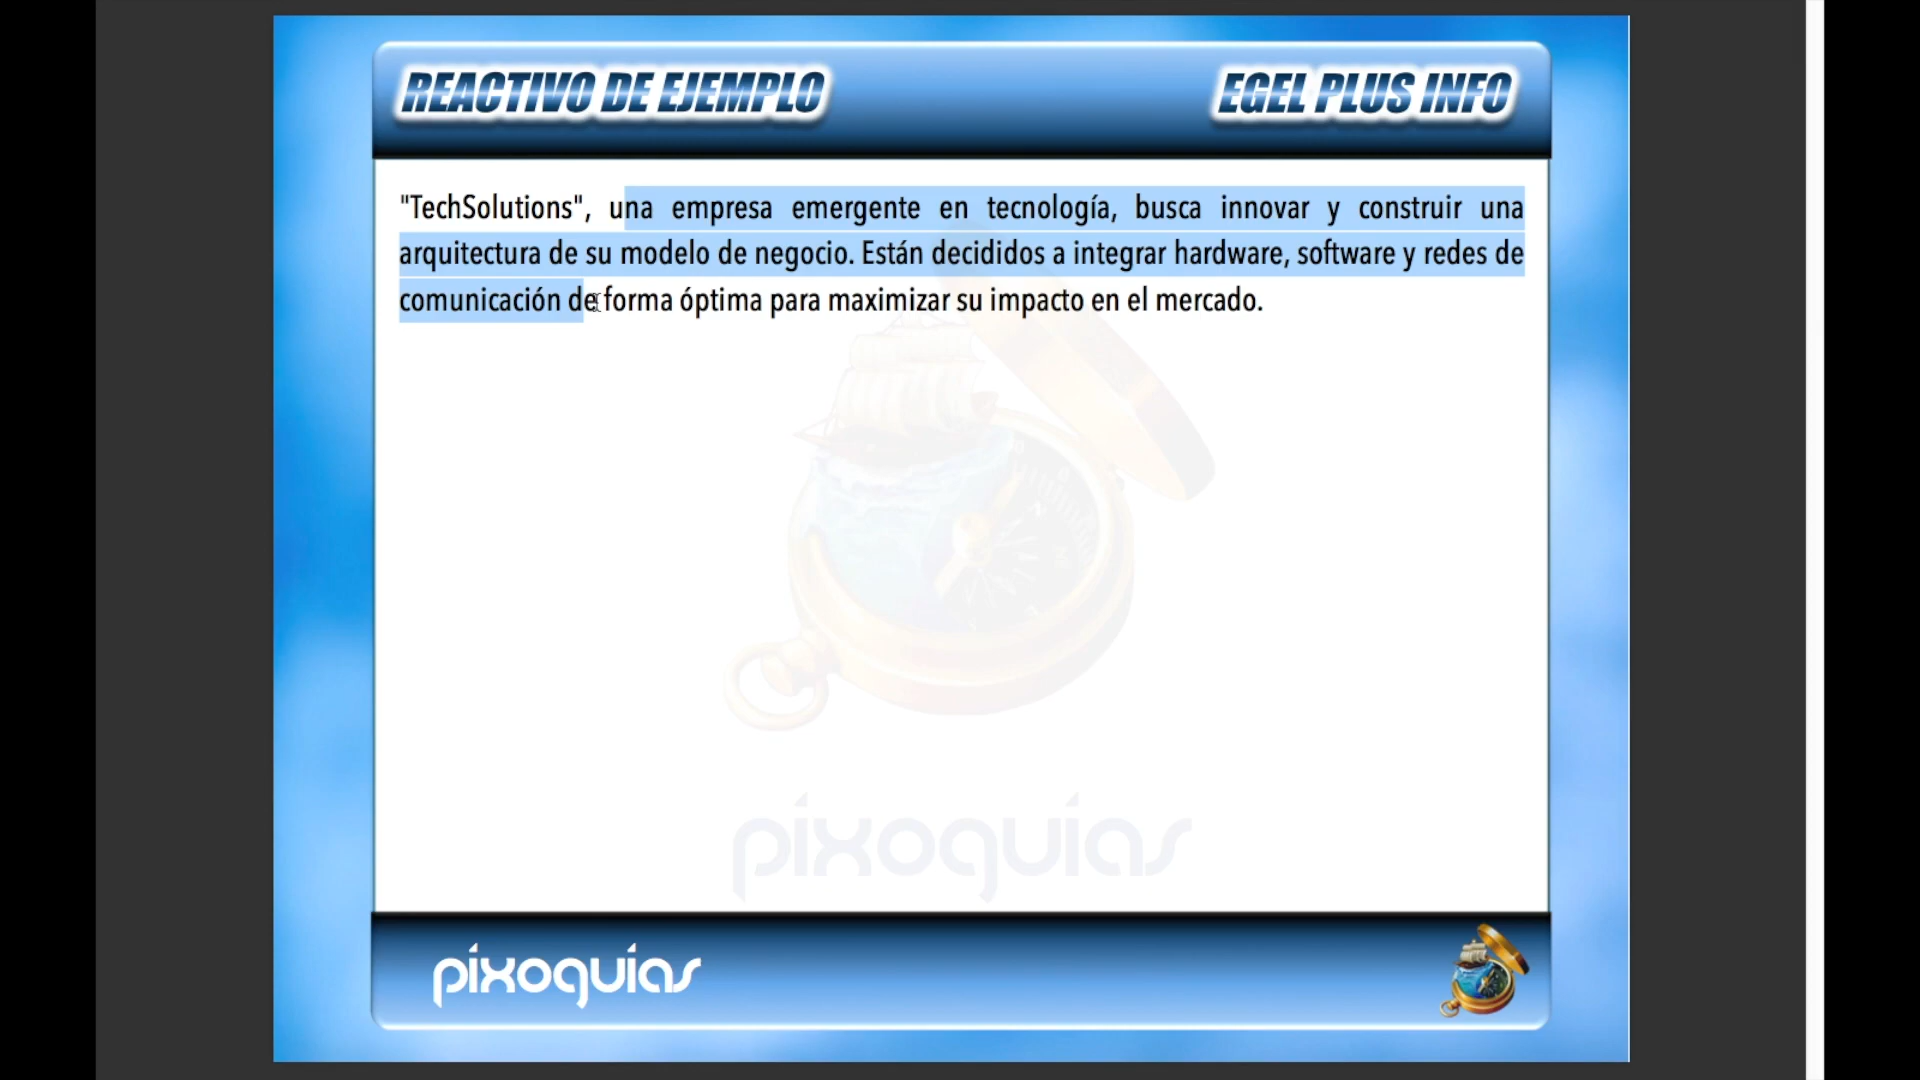 REACTIVO DE EJEMPLO
EGEL PLUS INFO
"TechSolutions", una empresa emergente en tecnología, busca innovar y construir una
arquitectura de su modelo de negocio. Están decididos a integrar hardware, software y redes de
comunicación de forma óptima para maximizar su impacto en el mercado.
pixoguías
pixoguías